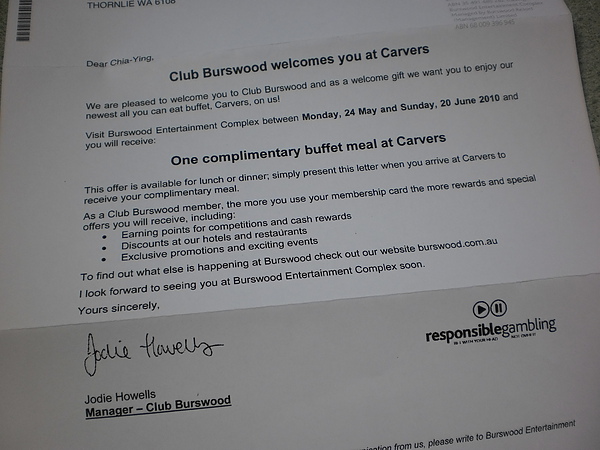 THORNLIE WA 6108
Dear Chia-Ying,
Club Burswood welcomes you at Carvers
We are pleased to welcome you to Club Burswood and as a welcome gift we want you to enjoy our
newest all you can eat buffet, Carvers, on us!
Visit Burswood Entertainment Complex between Monday, 24 May and Sunday, 20 June 2010 and
you will receive:
One complimentary buffet meal at Carvers
This offer is available for lunch or dinner; simply present this letter when you arrive at Carvers to
receive your complimentary meal.
As a Club Burswood member, the more you use your membership card the more rewards and special
offers you will receive, including:
• Earning points for competitions and cash rewards
• Discounts at our hotels and restaurants
• Exclusive promotions and exciting events
To find out what else is happening at Burswood check out our website burswood.com.au
I look forward to seeing you at Burswood Entertainment Complex soon.
Yours sincerely,
Jodie Howells
responsiblegambling
BET WITH YOUR HEAD NOT OVER IT
Jodie Howells
Manager – Club Burswood
from us, please write to Burswood Entertainment